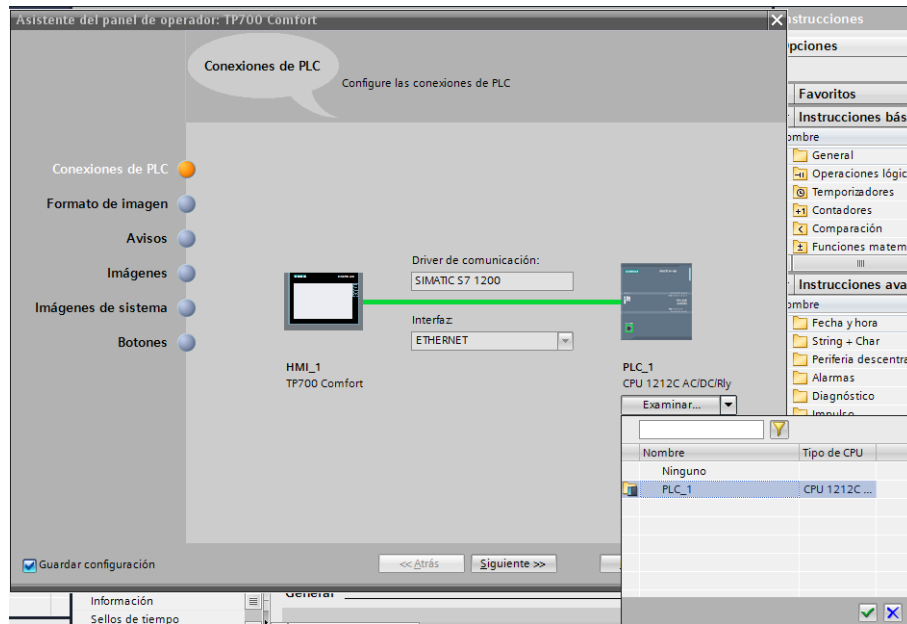 Asistente del panel de operador: TP700 Comfort
Conexiones de PLC
Configure las conexiones de PLC
Conexiones de PLC
Formato de imagen
Avisos
Imágenes
Imágenes de sistema
Botones
Driver de comunicación:
SIMATIC S7 1200
Interfaz:
ETHERNET
HMI_1
TP700 Comfort
PLC_1
CPU 1212C AC/DC/Rly
Examinar...
Nombre Tipo de CPU
Ninguno
PLC_1 CPU 1212C ...
Guardar configuración
<< Atrás
Siguiente >>
Información
Sellos de tiempo
General
nstrucciones
pciones
Favoritos
Instrucciones bás
ombre
General
Operaciones lógic
Temporizadores
Contadores
Comparación
Funciones matem
Instrucciones ava
ombre
Fecha y hora
String + Char
Periferia descentra
Alarmas
Diagnóstico
Impulso